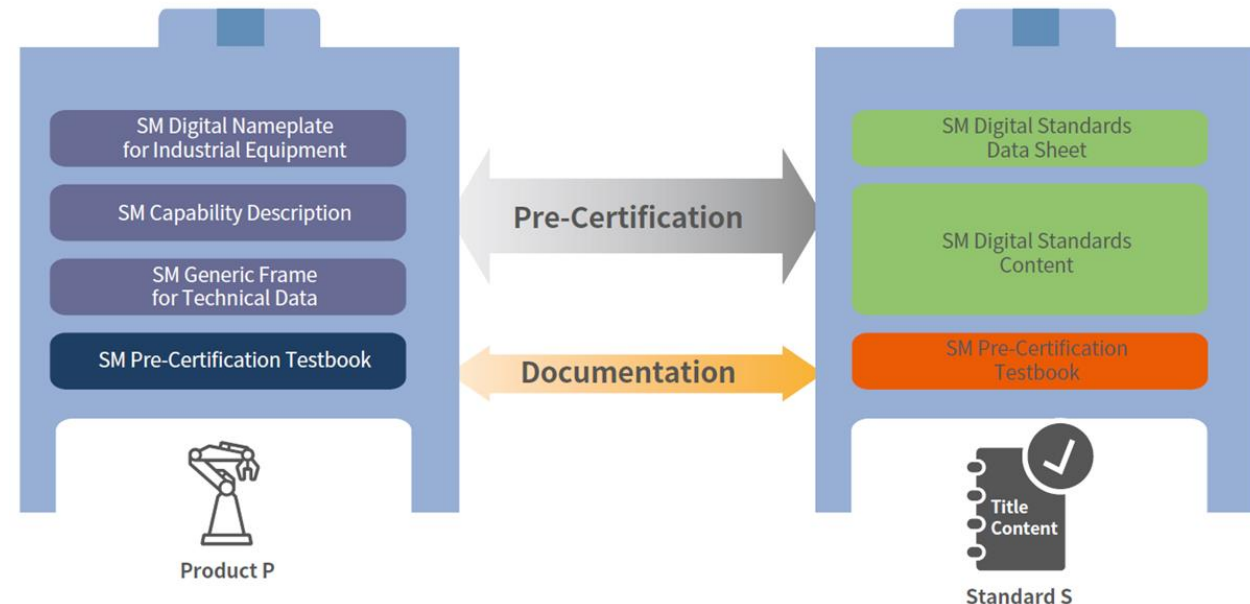 SM Digital Nameplate
for Industrial Equipment
SM Capability Description
SM Generic Frame
for Technical Data
SM Pre-Certification Testbook
Product P
Pre-Certification
Documentation
SM Digital Standards
Data Sheet
SM Digital Standards
Content
SM Pre-Certification
Testbook
Title
Content
Standard S